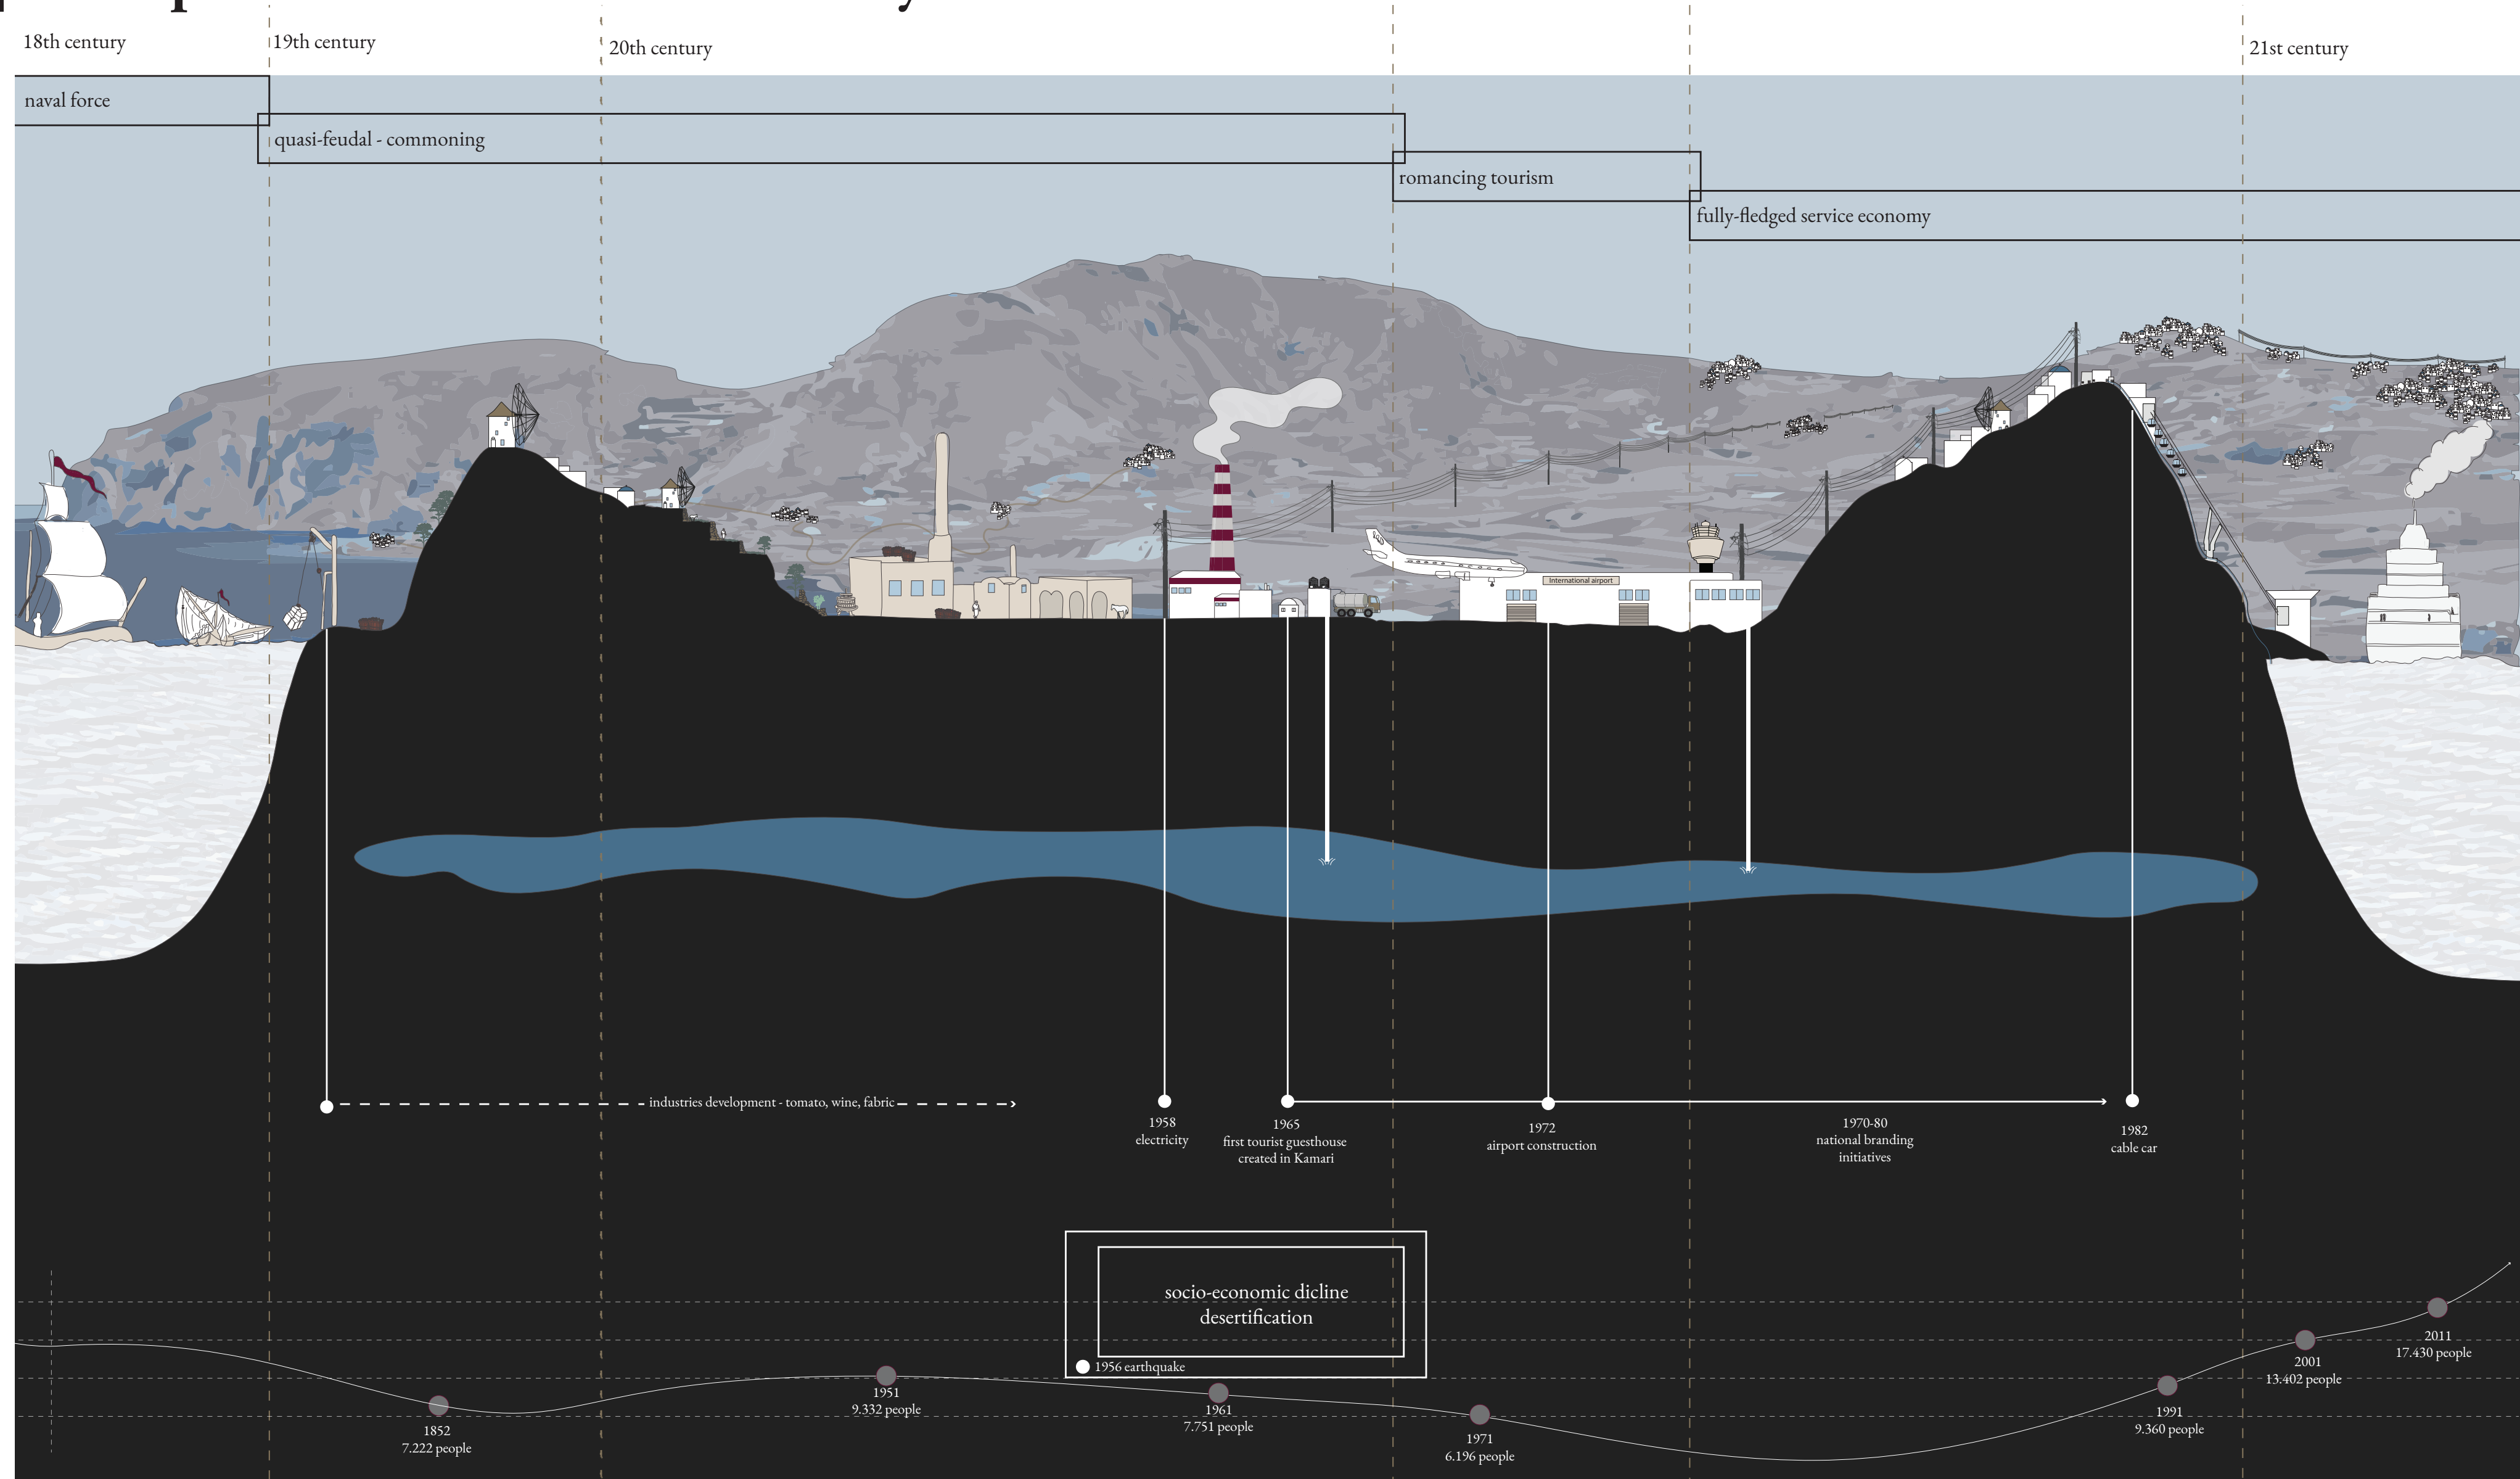 18th century
19th century
20th century
21st century
naval force
quasi-feudal - commoning
romancing tourism
fully-fledged service economy
International airport
industries development - tomato, wine, fabric
1958
electricity
1965
first tourist guesthouse
created in Kamari
1972
airport construction
1970-80
national branding
initiatives
1982
cable car
socio-economic dicline
desertification
1956 earthquake
1852
7.222 people
1951
9.332 people
1961
7.751 people
1971
6.196 people
1991
9.360 people
2001
13.402 people
2011
17.430 people